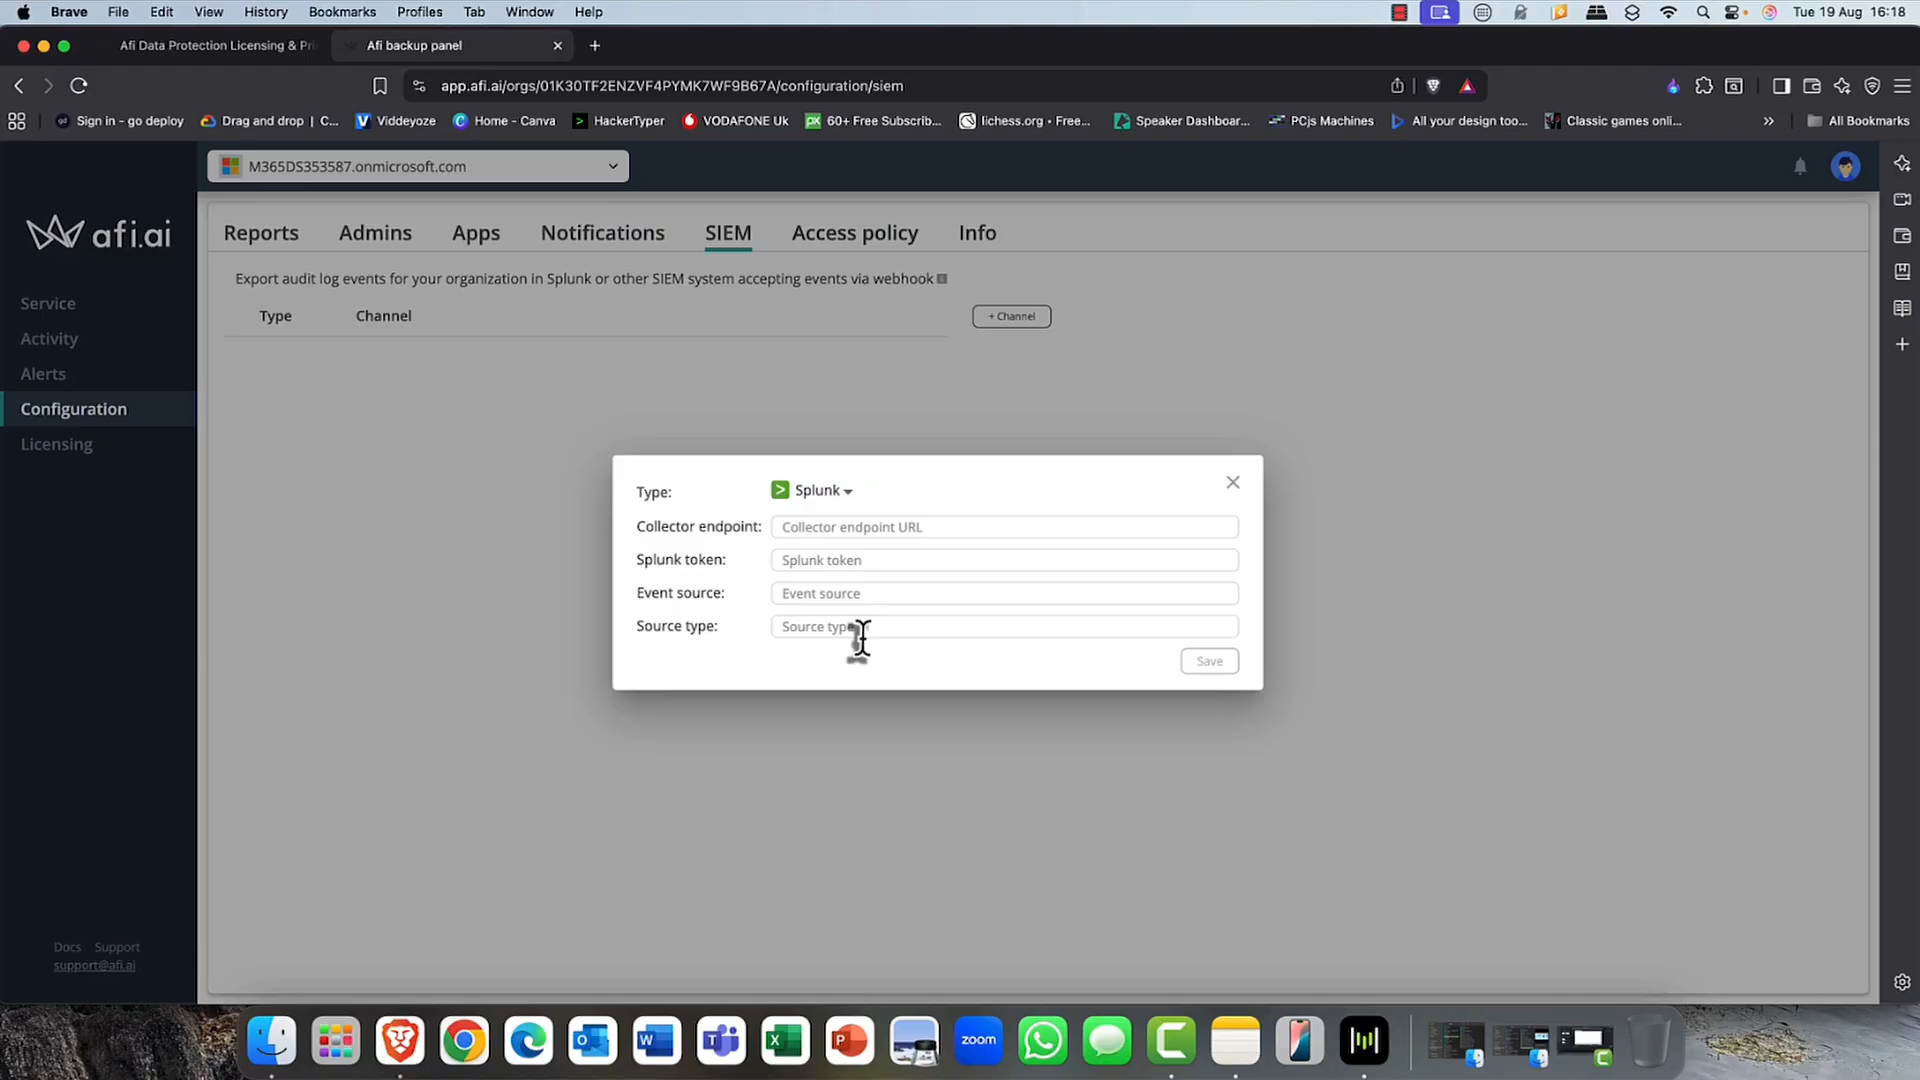 Brave File Edit View History Bookmarks Profiles Tab Window Help Tue 19 Aug 16:18
Afi Data Protection Licensing & Pri Afi backup panel
app.afi.ai/orgs/01K30TF2ENZVF4PYMK7WF9B67A/configuration/siem
Sign in - go deploy Drag and drop | C... Viddeyoze Home - Canva HackerTyper VODAFONE Uk 60+ Free Subscrib... lichess.org • Free... Speaker Dashboar... PCjs Machines All your design too... Classic games onli... All Bookmarks
M365DS353587.onmicrosoft.com
afi.ai
Reports Admins Apps Notifications SIEM Access policy Info
Export audit log events for your organization in Splunk or other SIEM system accepting events via webhook
Type Channel + Channel
Service
Activity
Alerts
Configuration
Licensing
Type: Splunk
Collector endpoint: Collector endpoint URL
Splunk token: Splunk token
Event source: Event source
Source type: Source type
Save
Docs Support
support@afi.ai
zoom